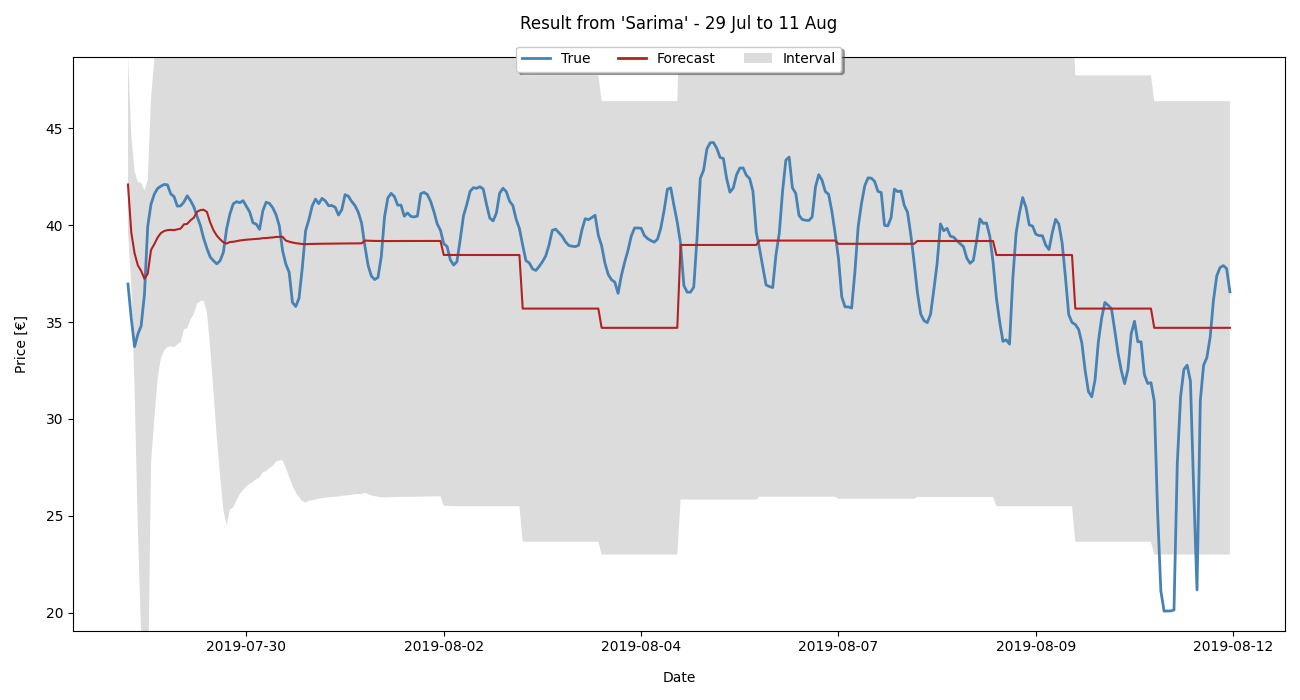 Result from 'Sarima' - 29 Jul to 11 Aug
True Forecast Interval
45
40
35
30
25
20
Price [€]
2019-07-30 2019-08-02 2019-08-04 2019-08-07 2019-08-09 2019-08-12
Date